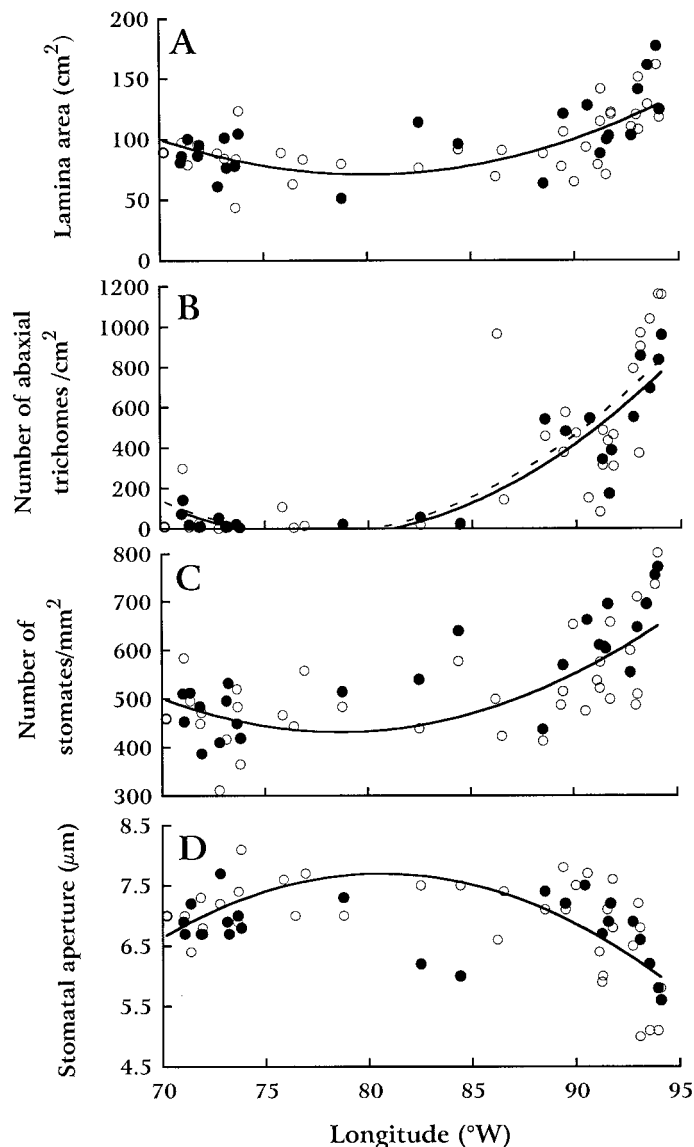 A
Lamina area (cm²)
200
150
100
50
0
B
Number of abaxial
trichomes/cm²
1200
1000
800
600
400
200
0
C
Number of
stomates/mm²
800
700
600
500
400
300
D
Stomatal aperture (μm)
8.5
7.5
6.5
5.5
4.5
70 75 80 85 90 95
Longitude (°W)